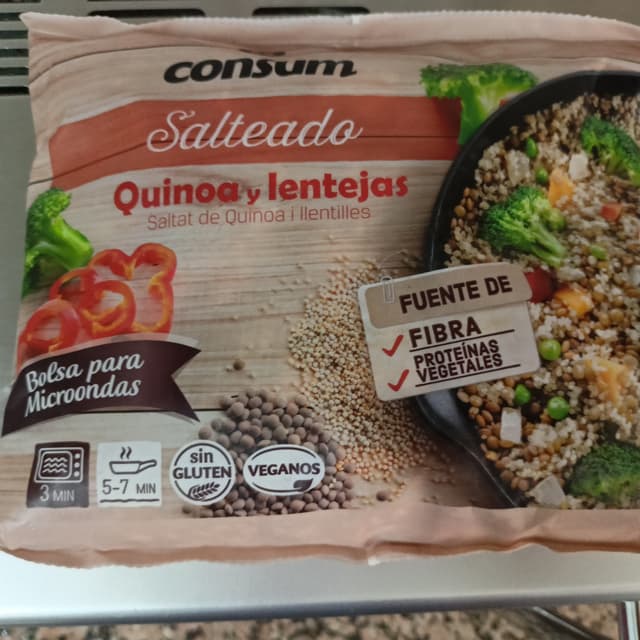 consum
Salteado
Quinoa y lentejas
Saltat de Quinoa i llentilles
FUENTE DE
FIBRA
PROTEÍNAS
VEGETALES
Bolsa para
Microondas
3 MIN
5-7 MIN
sin
GLUTEN
VEGANOS